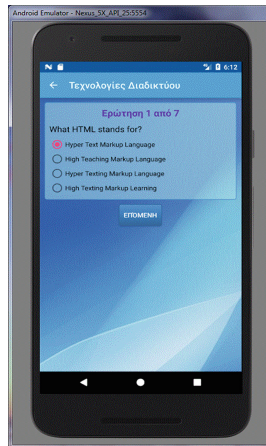 Android Emulator - Nexus_5X_API_25:5554
6:12
Τεχνολογίες Διαδικτύου
Ερώτηση 1 από 7
What HTML stands for?
Hyper Text Markup Language
High Teaching Markup Language
Hyper Texting Markup Language
High Texting Markup Learning
ΕΠΟΜΕΝΗ